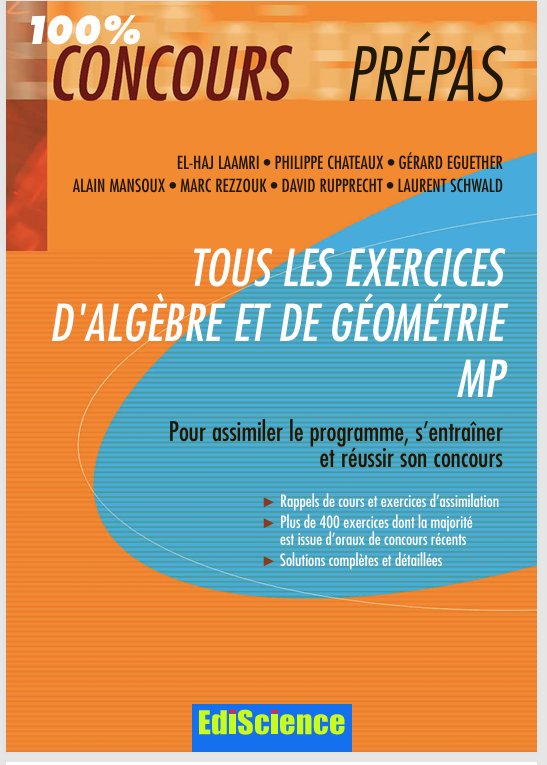 100%
CONCOURS PRÉPAS
EL-HAJ LAAMRI • PHILIPPE CHATEAUX • GÉRARD EGUETHER
ALAIN MANSOUX • MARC REZZOUK • DAVID RUPPRECHT • LAURENT SCHWALD
TOUS LES EXERCICES
D'ALGÈBRE ET DE GÉOMÉTRIE
MP
Pour assimiler le programme, s’entraîner
et réussir son concours
► Rappels de cours et exercices d’assimilation
► Plus de 400 exercices dont la majorité
est issue d’oraux de concours récents
► Solutions complètes et détaillées
EdiScience